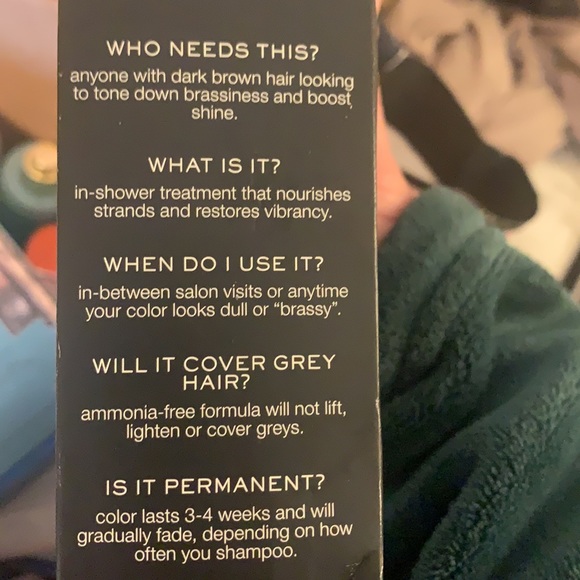 WHO NEEDS THIS?
anyone with dark brown hair looking
to tone down brassiness and boost
shine.
WHAT IS IT?
in-shower treatment that nourishes
strands and restores vibrancy.
WHEN DO I USE IT?
in-between salon visits or anytime
your color looks dull or “brassy”.
WILL IT COVER GREY
HAIR?
ammonia-free formula will not lift,
lighten or cover greys.
IS IT PERMANENT?
color lasts 3-4 weeks and will
gradually fade, depending on how
often you shampoo.